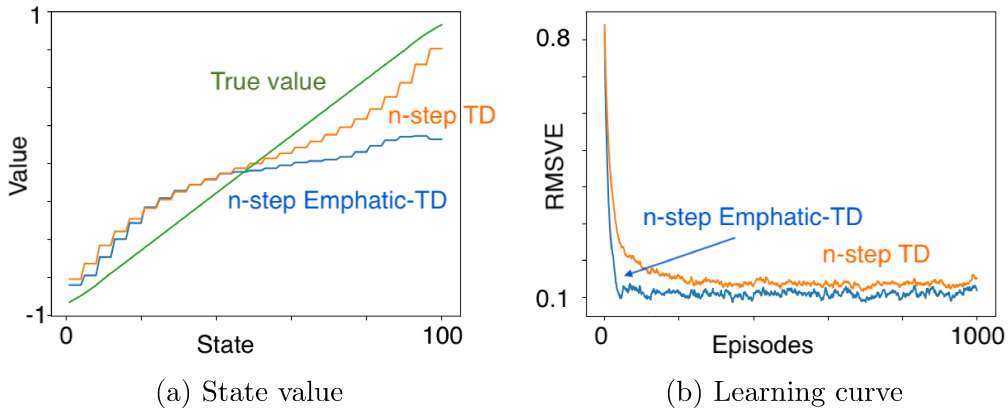 1
True value
n-step TD
Value
n-step Emphatic-TD
-1
0
State
100
(a) State value
0.8
RMSVE
n-step Emphatic-TD
n-step TD
0.1
0
Episodes
1000
(b) Learning curve